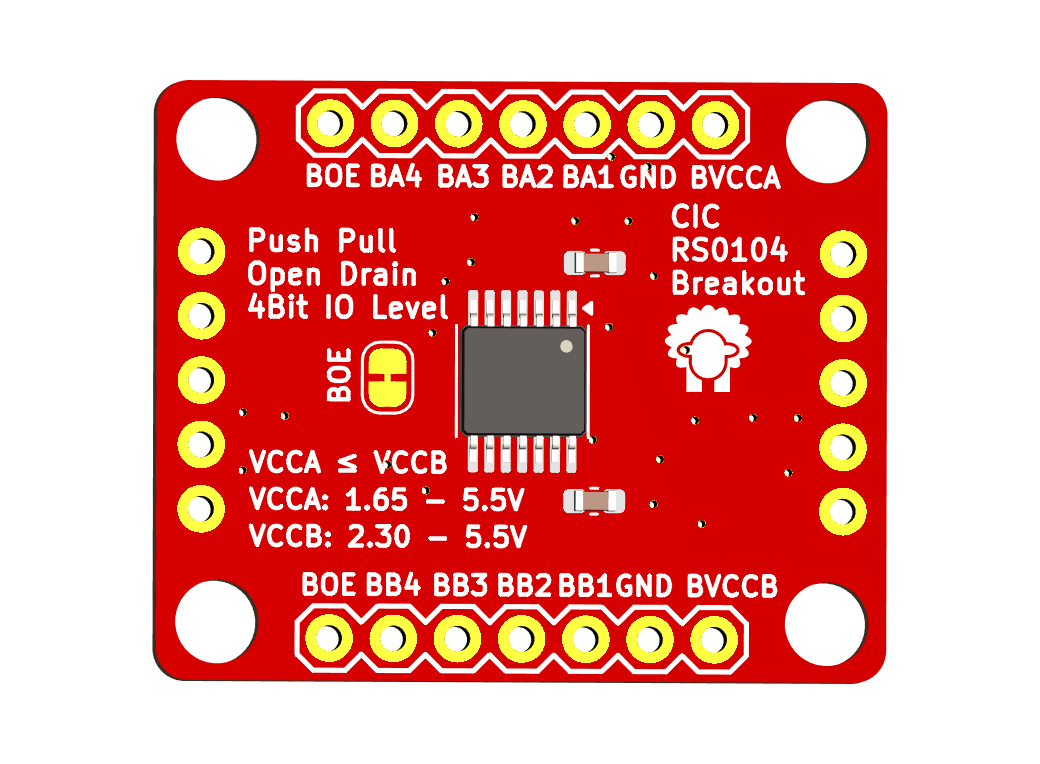 BOE BA4 BA3 BA2 BA1 GND BVCCA
CIC
RS0104
Breakout
Push Pull
Open Drain
4Bit IO Level
BOE
VCCA ≤ VCCB
VCCA: 1.65 - 5.5V
VCCB: 2.30 - 5.5V
BOE BB4 BB3 BB2 BB1 GND BVCCB